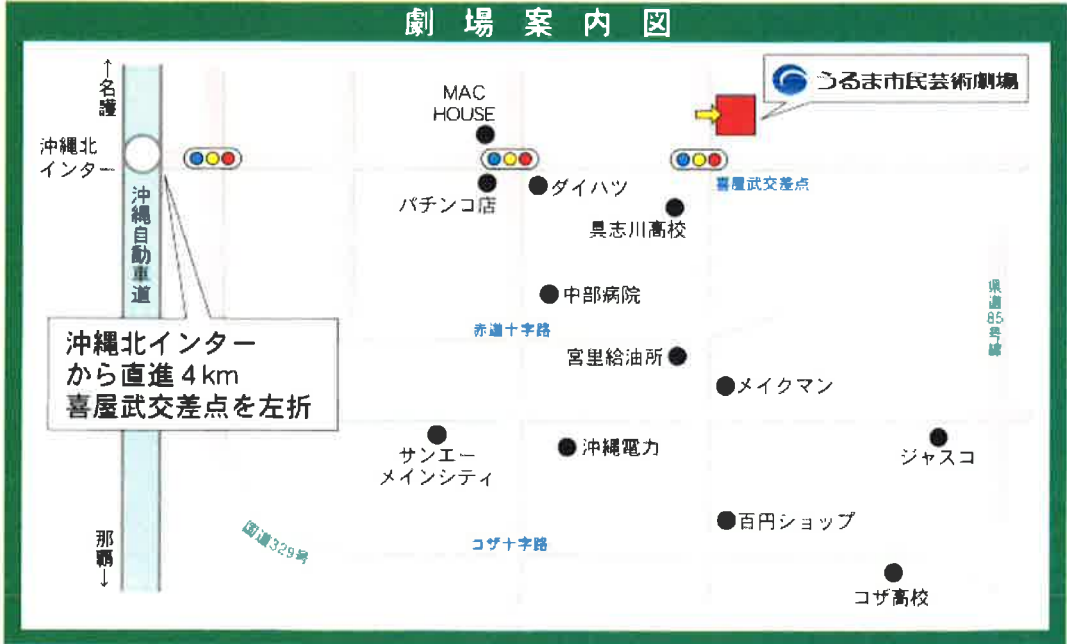 劇場案内図
←名護
うるま市民芸術劇場
MAC
HOUSE
沖縄北
インター
喜屋武交差点
ダイハツ
パチンコ店
具志川高校
沖縄自動車道
中部病院
県道85号線
赤道十字路
沖縄北インター
から直進4km
喜屋武交差点を左折
宮里給油所
メイクマン
サンエー
メインシティ
沖縄電力
ジャスコ
百円ショップ
国道329号
コザ十字路
那覇→
コザ高校